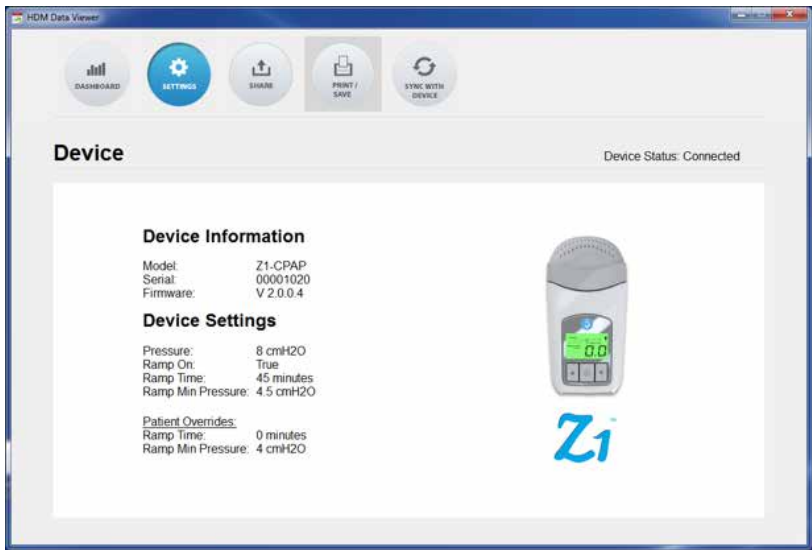 HDM Data Viewer
DASHBOARD
SETTINGS
SHARE
PRINT /
SAVE
SYNC WITH
DEVICE
Device
Device Status: Connected
Device Information
Model: Z1-CPAP
Serial: 00001020
Firmware: V 2.0.0.4
Device Settings
Pressure: 8 cmH2O
Ramp On: True
Ramp Time: 45 minutes
Ramp Min Pressure: 4.5 cmH2O
Patient Overrides:
Ramp Time: 0 minutes
Ramp Min Pressure: 4 cmH2O
0.0
Z1